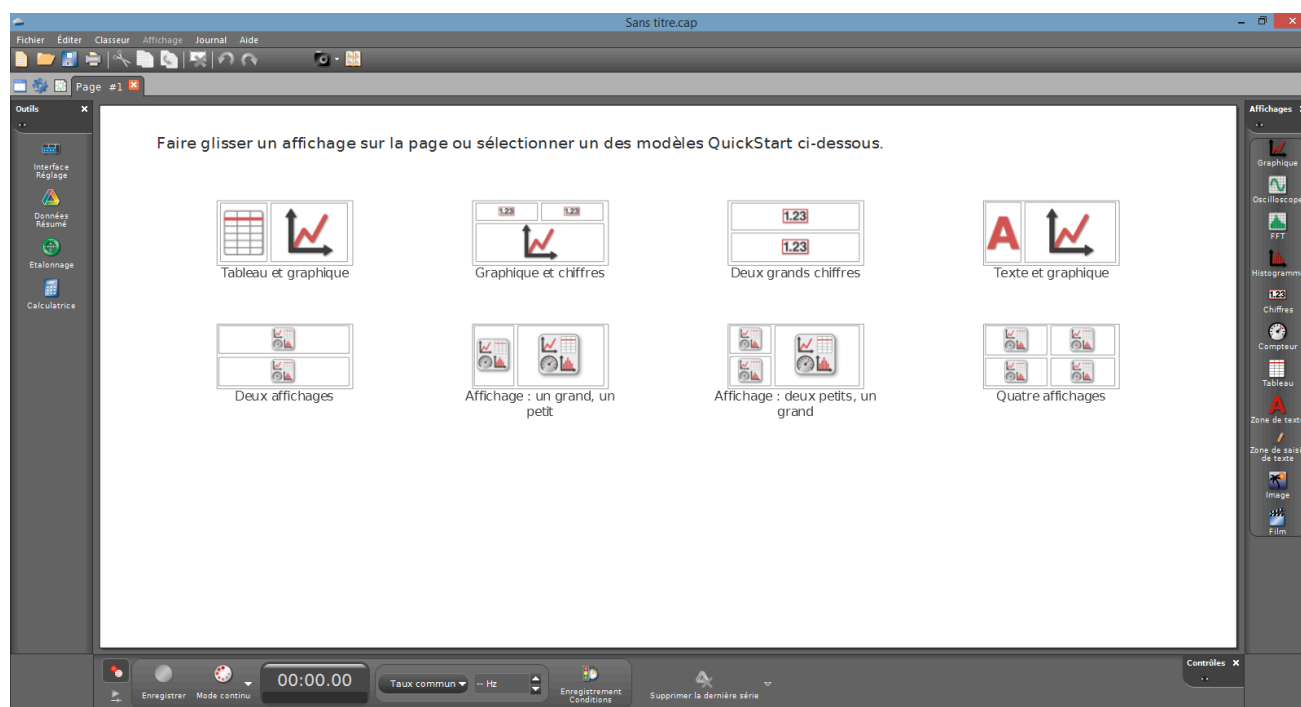 Sans titre.cap
Fichier Éditer Classeur Affichage Journal Aide
Page #1
Outils
Interface
Réglage
Données
Résumé
Etalonnage
Calculatrice
Faire glisser un affichage sur la page ou sélectionner un des modèles QuickStart ci-dessous.
1.23 1.23
1.23
1.23
A
Tableau et graphique
Graphique et chiffres
Deux grands chiffres
Texte et graphique
Deux affichages
Affichage : un grand, un
petit
Affichage : deux petits, un
grand
Quatre affichages
Affichages
Graphique
Oscilloscope
FFT
Histogramm
1.23
Chiffres
Compteur
Tableau
A
Zone de text
Zone de saisi
de texte
Image
Film
Enregistrer
Mode continu
00:00.00
Taux commun
-- Hz
Enregistrement
Conditions
Supprimer la dernière série
Contrôles